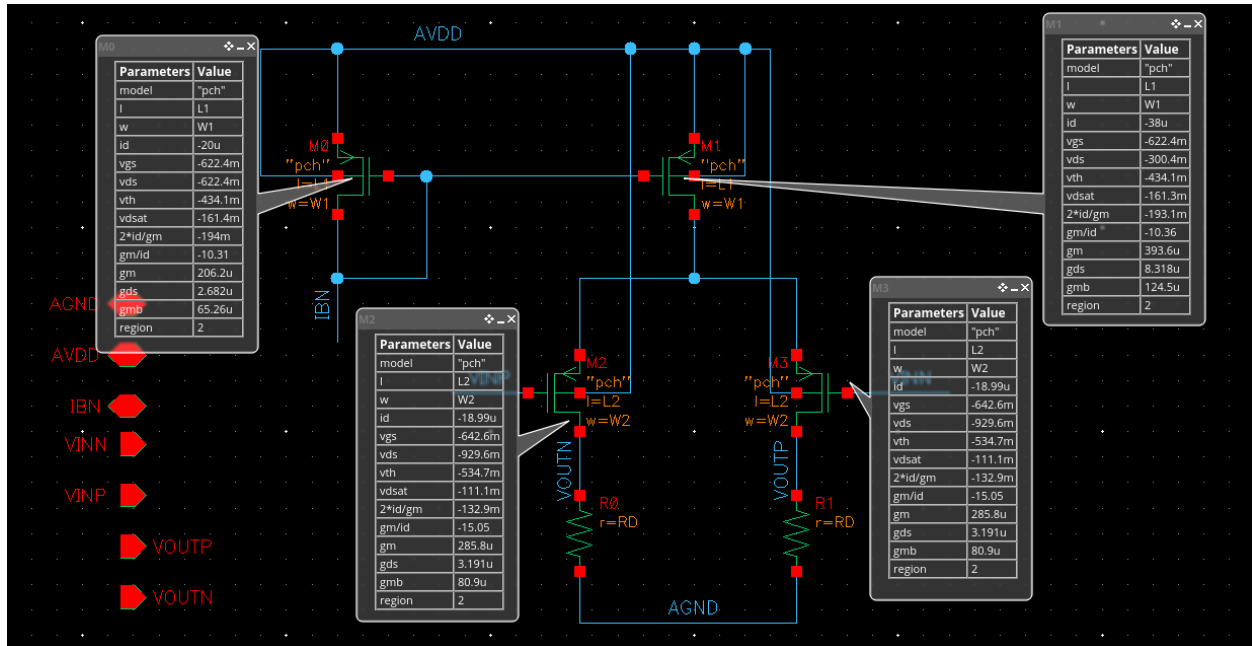 AVDD
M0
Parameters Value
model "pch"
l L1
w W1
id -20u
vgs -622.4m
vds -622.4m
vth -434.1m
vdsat -161.4m
2*id/gm -194m
gm/id -10.31
gm 206.2u
gds 2.682u
gmb 65.26u
region 2
M1
Parameters Value
model "pch"
l L1
w W1
id -38u
vgs -622.4m
vds -300.4m
vth -434.1m
vdsat -161.3m
2*id/gm -193.1m
gm/id -10.36
gm 393.6u
gds 8.318u
gmb 124.5u
region 2
M0
"pch"
l=L1
w=W1
M1
"pch"
l=L1
w=W1
IBN
AGND
AVDD
IBN
VINN
VINP
VOUTP
VOUTN
M2
Parameters Value
model "pch"
l L2
w W2
id -18.99u
vgs -642.6m
vds -929.6m
vth -534.7m
vdsat -111.1m
2*id/gm -132.9m
gm/id -15.05
gm 285.8u
gds 3.191u
gmb 80.9u
region 2
VINP
M2
"pch"
l=L2
w=W2
M3
"pch"
l=L2
w=W2
VINN
M3
Parameters Value
model "pch"
l L2
w W2
id -18.99u
vgs -642.6m
vds -929.6m
vth -534.7m
vdsat -111.1m
2*id/gm -132.9m
gm/id -15.05
gm 285.8u
gds 3.191u
gmb 80.9u
region 2
VOUTN
VOUTP
R0
r=RD
R1
r=RD
AGND